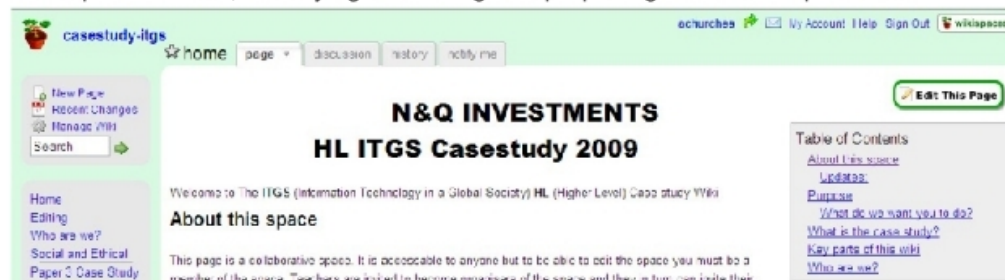 casestudy-itgs
achurches My Account Help Sign Out wikispaces
home page discussion history notify me
New Page
Recent Changes
Manage Wiki
Search
Edit This Page
N&Q INVESTMENTS
HL ITGS Casestudy 2009
Welcome to The ITGS (Information Technology in a Global Society) HL (Higher Level) Case study Wiki
About this space
This page is a collaborative space. It is accessable to anyone but to be able to edit the space you must be a
Home
Editing
Who are we?
Social and Ethical
Paper 3 Case Study
Table of Contents
About this space
Updates:
Purpose
What do we want you to do?
What is the case study?
Key parts of this wiki
Who are we?